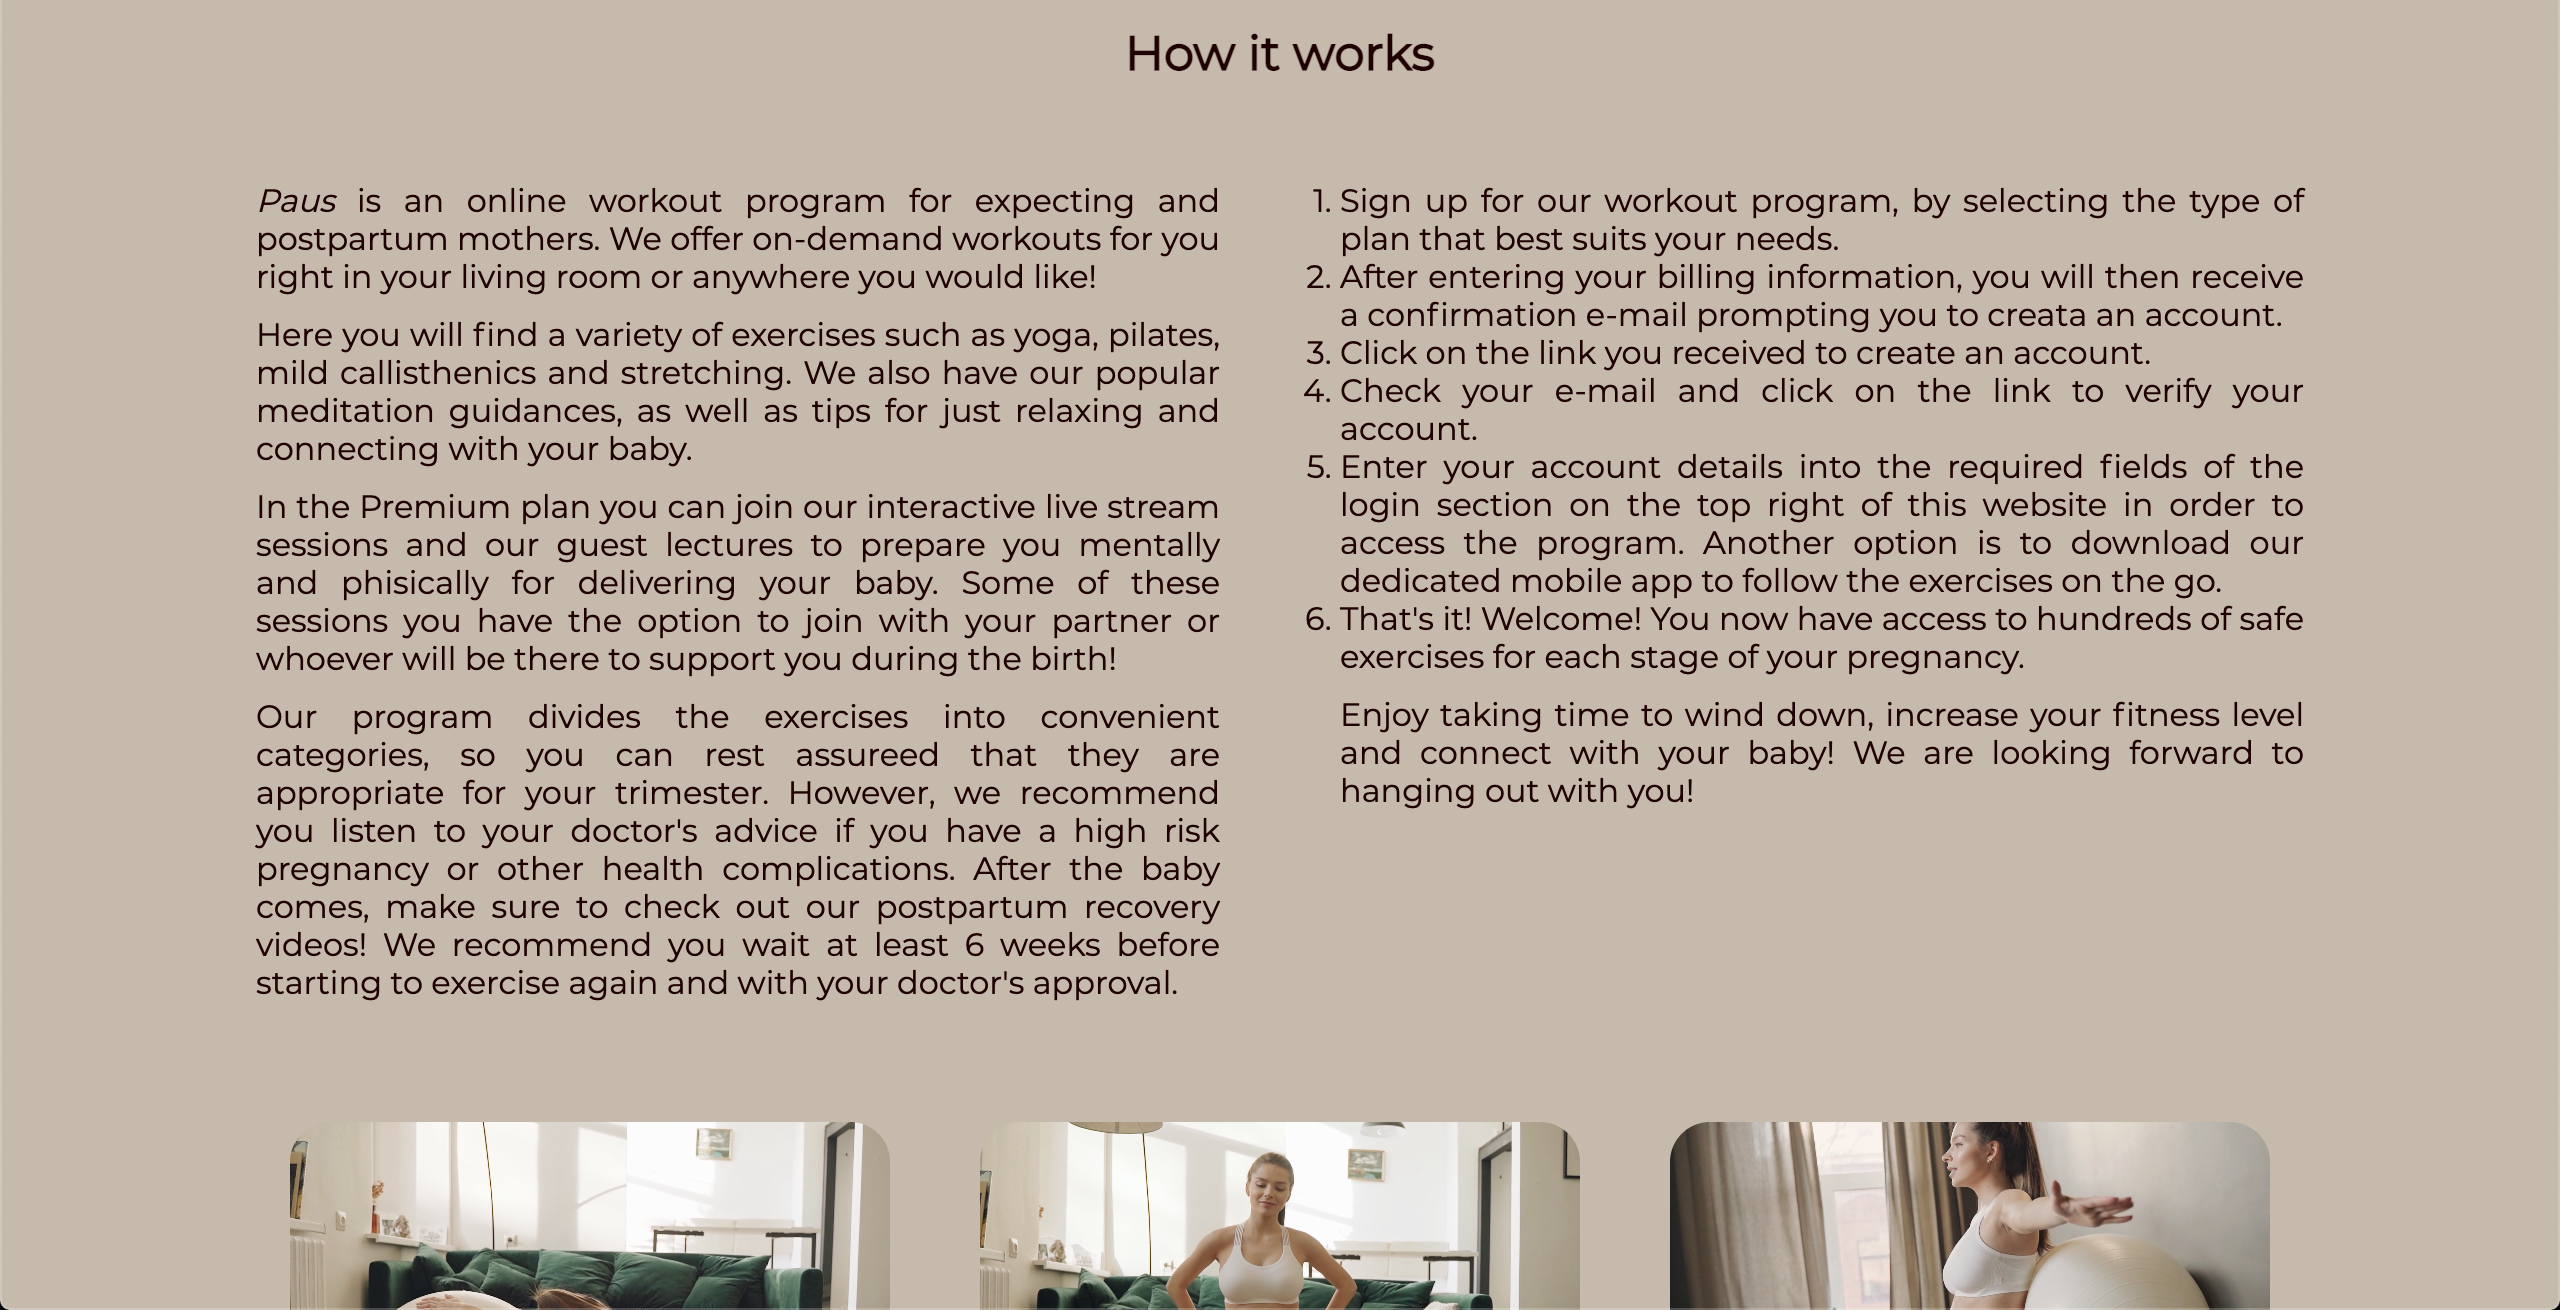 How it works
Paus is an online workout program for expecting and
postpartum mothers. We offer on-demand workouts for you
right in your living room or anywhere you would like!
Here you will find a variety of exercises such as yoga, pilates,
mild callisthenics and stretching. We also have our popular
meditation guidances, as well as tips for just relaxing and
connecting with your baby.
In the Premium plan you can join our interactive live stream
sessions and our guest lectures to prepare you mentally
and phisically for delivering your baby. Some of these
sessions you have the option to join with your partner or
whoever will be there to support you during the birth!
Our program divides the exercises into convenient
categories, so you can rest assureed that they are
appropriate for your trimester. However, we recommend
you listen to your doctor's advice if you have a high risk
pregnancy or other health complications. After the baby
comes, make sure to check out our postpartum recovery
videos! We recommend you wait at least 6 weeks before
starting to exercise again and with your doctor's approval.
1. Sign up for our workout program, by selecting the type of
plan that best suits your needs.
2. After entering your billing information, you will then receive
a confirmation e-mail prompting you to creata an account.
3. Click on the link you received to create an account.
4. Check your e-mail and click on the link to verify your
account.
5. Enter your account details into the required fields of the
login section on the top right of this website in order to
access the program. Another option is to download our
dedicated mobile app to follow the exercises on the go.
6. That's it! Welcome! You now have access to hundreds of safe
exercises for each stage of your pregnancy.
Enjoy taking time to wind down, increase your fitness level
and connect with your baby! We are looking forward to
hanging out with you!